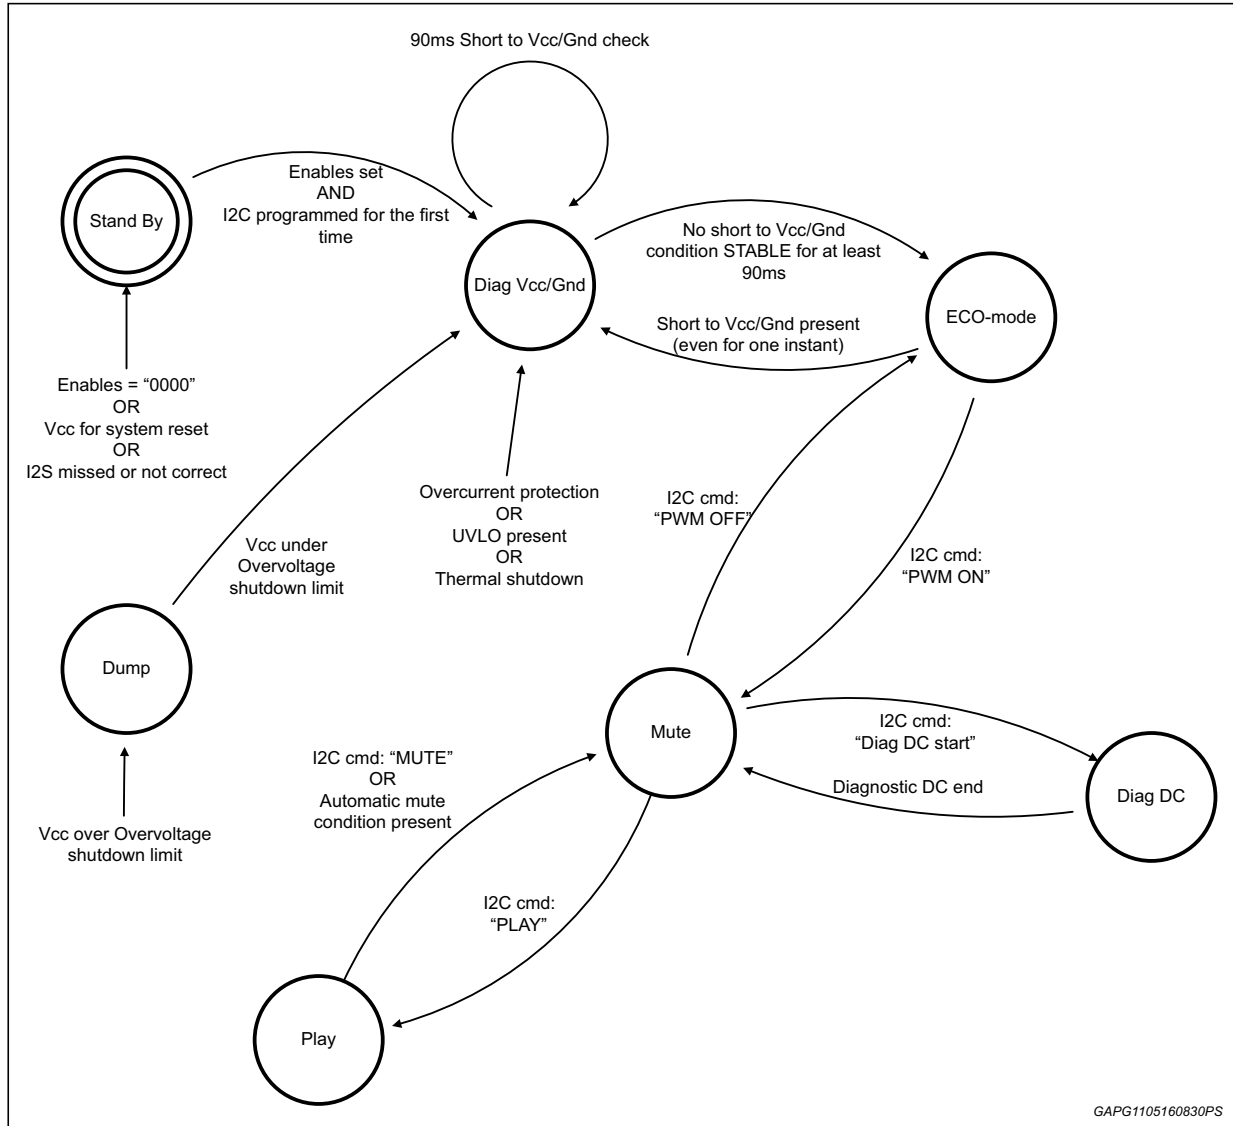 90ms Short to Vcc/Gnd check
Stand By
Enables set
AND
I2C programmed for the first
time
Diag Vcc/Gnd
No short to Vcc/Gnd
condition STABLE for at least
90ms
ECO-mode
Short to Vcc/Gnd present
(even for one instant)
Enables = “0000”
OR
Vcc for system reset
OR
I2S missed or not correct
Overcurrent protection
OR
UVLO present
OR
Thermal shutdown
I2C cmd:
“PWM OFF”
I2C cmd:
“PWM ON”
Vcc under
Overvoltage
shutdown limit
Dump
Mute
I2C cmd:
“Diag DC start”
Diagnostic DC end
Diag DC
I2C cmd: “MUTE”
OR
Automatic mute
condition present
Vcc over Overvoltage
shutdown limit
I2C cmd:
“PLAY”
Play
GAPG1105160830PS